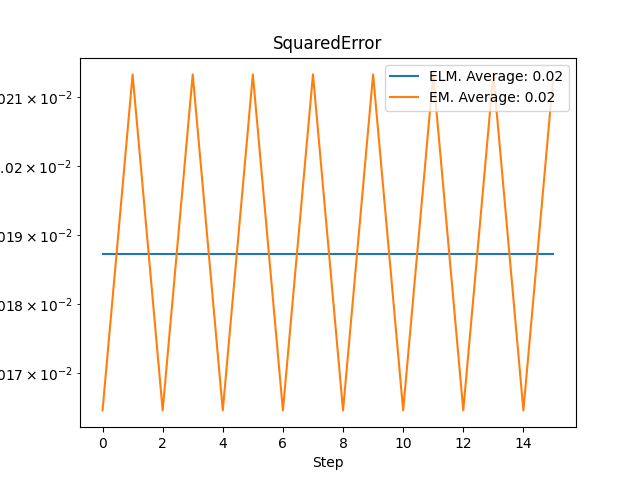 SquaredError
ELM. Average: 0.02
EM. Average: 0.02
021 × 10⁻²
.02 × 10⁻²
019 × 10⁻²
018 × 10⁻²
017 × 10⁻²
0 2 4 6 8 10 12 14
Step